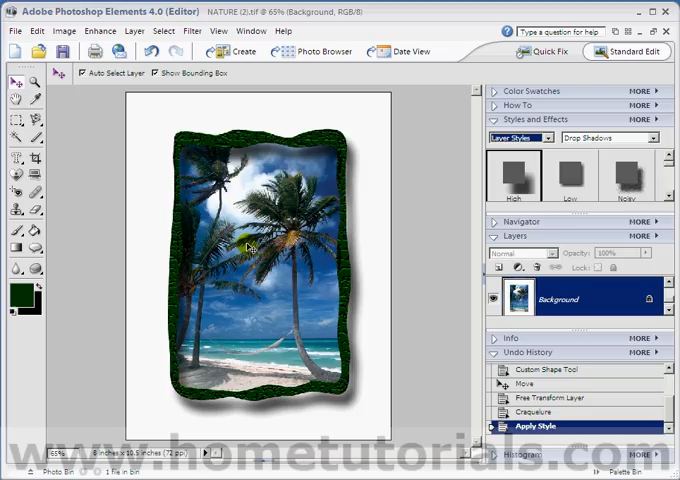 Adobe Photoshop Elements 4.0 (Editor) NATURE (2).tif @ 65% (Background, RGB/8)
File Edit Image Enhance Layer Select Filter View Window Help Type a question for help
Create Photo Browser Date View Quick Fix Standard Edit
Auto Select Layer Show Bounding Box
Color Swatches MORE
How To MORE
Styles and Effects MORE
Layer Styles Drop Shadows
High Low Noisy
Navigator MORE
Layers MORE
Normal Opacity: 100%
Lock:
Background
Info MORE
Undo History MORE
Custom Shape Tool
Move
Free Transform Layer
Craquelure
Apply Style
www.hometutorials.com
65% 8 inches x 10.5 inches (72 ppi) Histogram MORE
Photo Bin 1 file in bin Palette Bin